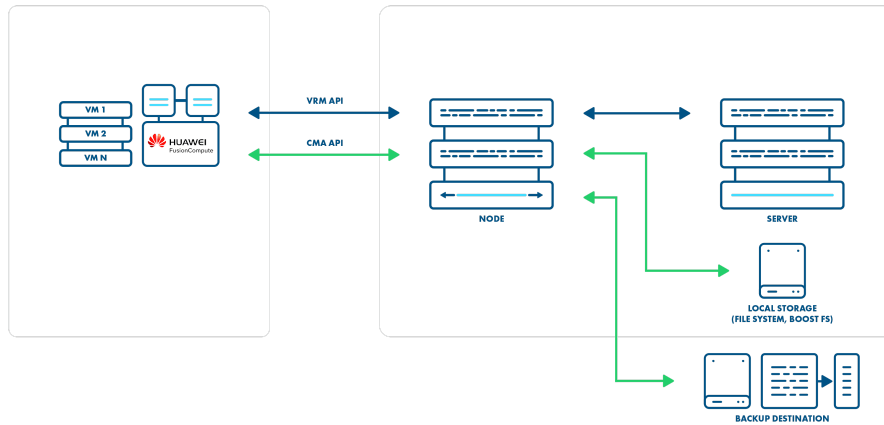 VM 1
VM 2
VM N
HUAWEI
FusionCompute
VRM API
CMA API
NODE
SERVER
LOCAL STORAGE
(FILE SYSTEM, BOOST FS)
BACKUP DESTINATION